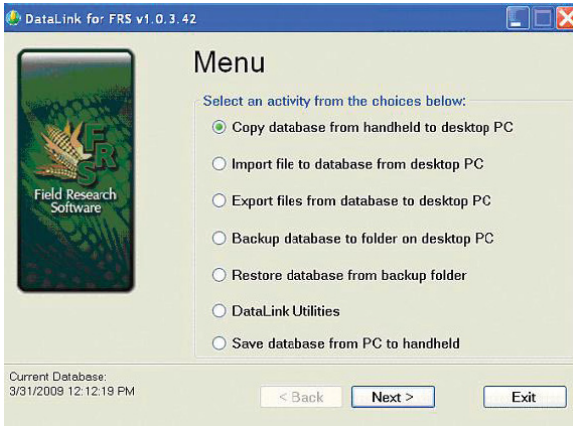 DataLink for FRS v1.0.3.42
Menu
Select an activity from the choices below:
Copy database from handheld to desktop PC
Import file to database from desktop PC
Export files from database to desktop PC
Backup database to folder on desktop PC
Restore database from backup folder
DataLink Utilities
Save database from PC to handheld
FRS
Field Research
Software
Current Database:
3/31/2009 12:12:19 PM
< Back
Next >
Exit